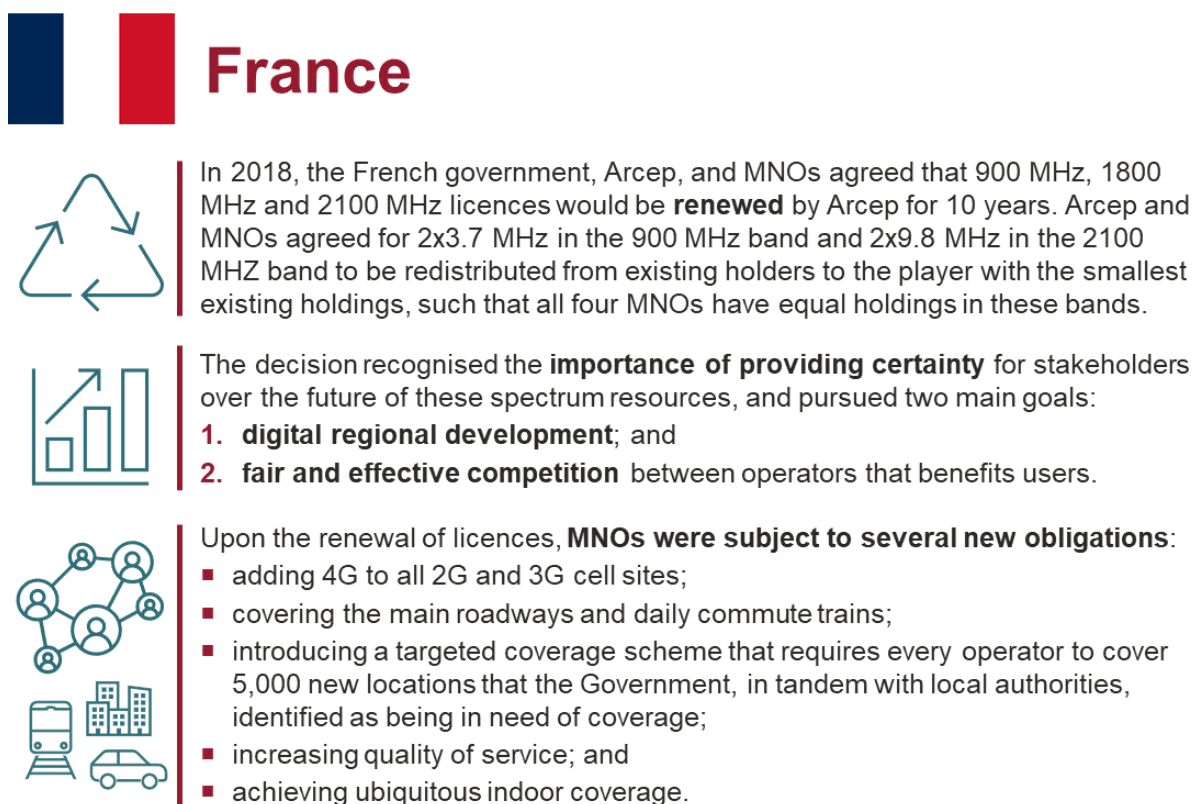 France
In 2018, the French government, Arcep, and MNOs agreed that 900 MHz, 1800
MHz and 2100 MHz licences would be renewed by Arcep for 10 years. Arcep and
MNOs agreed for 2x3.7 MHz in the 900 MHz band and 2x9.8 MHz in the 2100
MHZ band to be redistributed from existing holders to the player with the smallest
existing holdings, such that all four MNOs have equal holdings in these bands.
The decision recognised the importance of providing certainty for stakeholders
over the future of these spectrum resources, and pursued two main goals:
1. digital regional development; and
2. fair and effective competition between operators that benefits users.
Upon the renewal of licences, MNOs were subject to several new obligations:
▪ adding 4G to all 2G and 3G cell sites;
▪ covering the main roadways and daily commute trains;
▪ introducing a targeted coverage scheme that requires every operator to cover
5,000 new locations that the Government, in tandem with local authorities,
identified as being in need of coverage;
▪ increasing quality of service; and
▪ achieving ubiquitous indoor coverage.